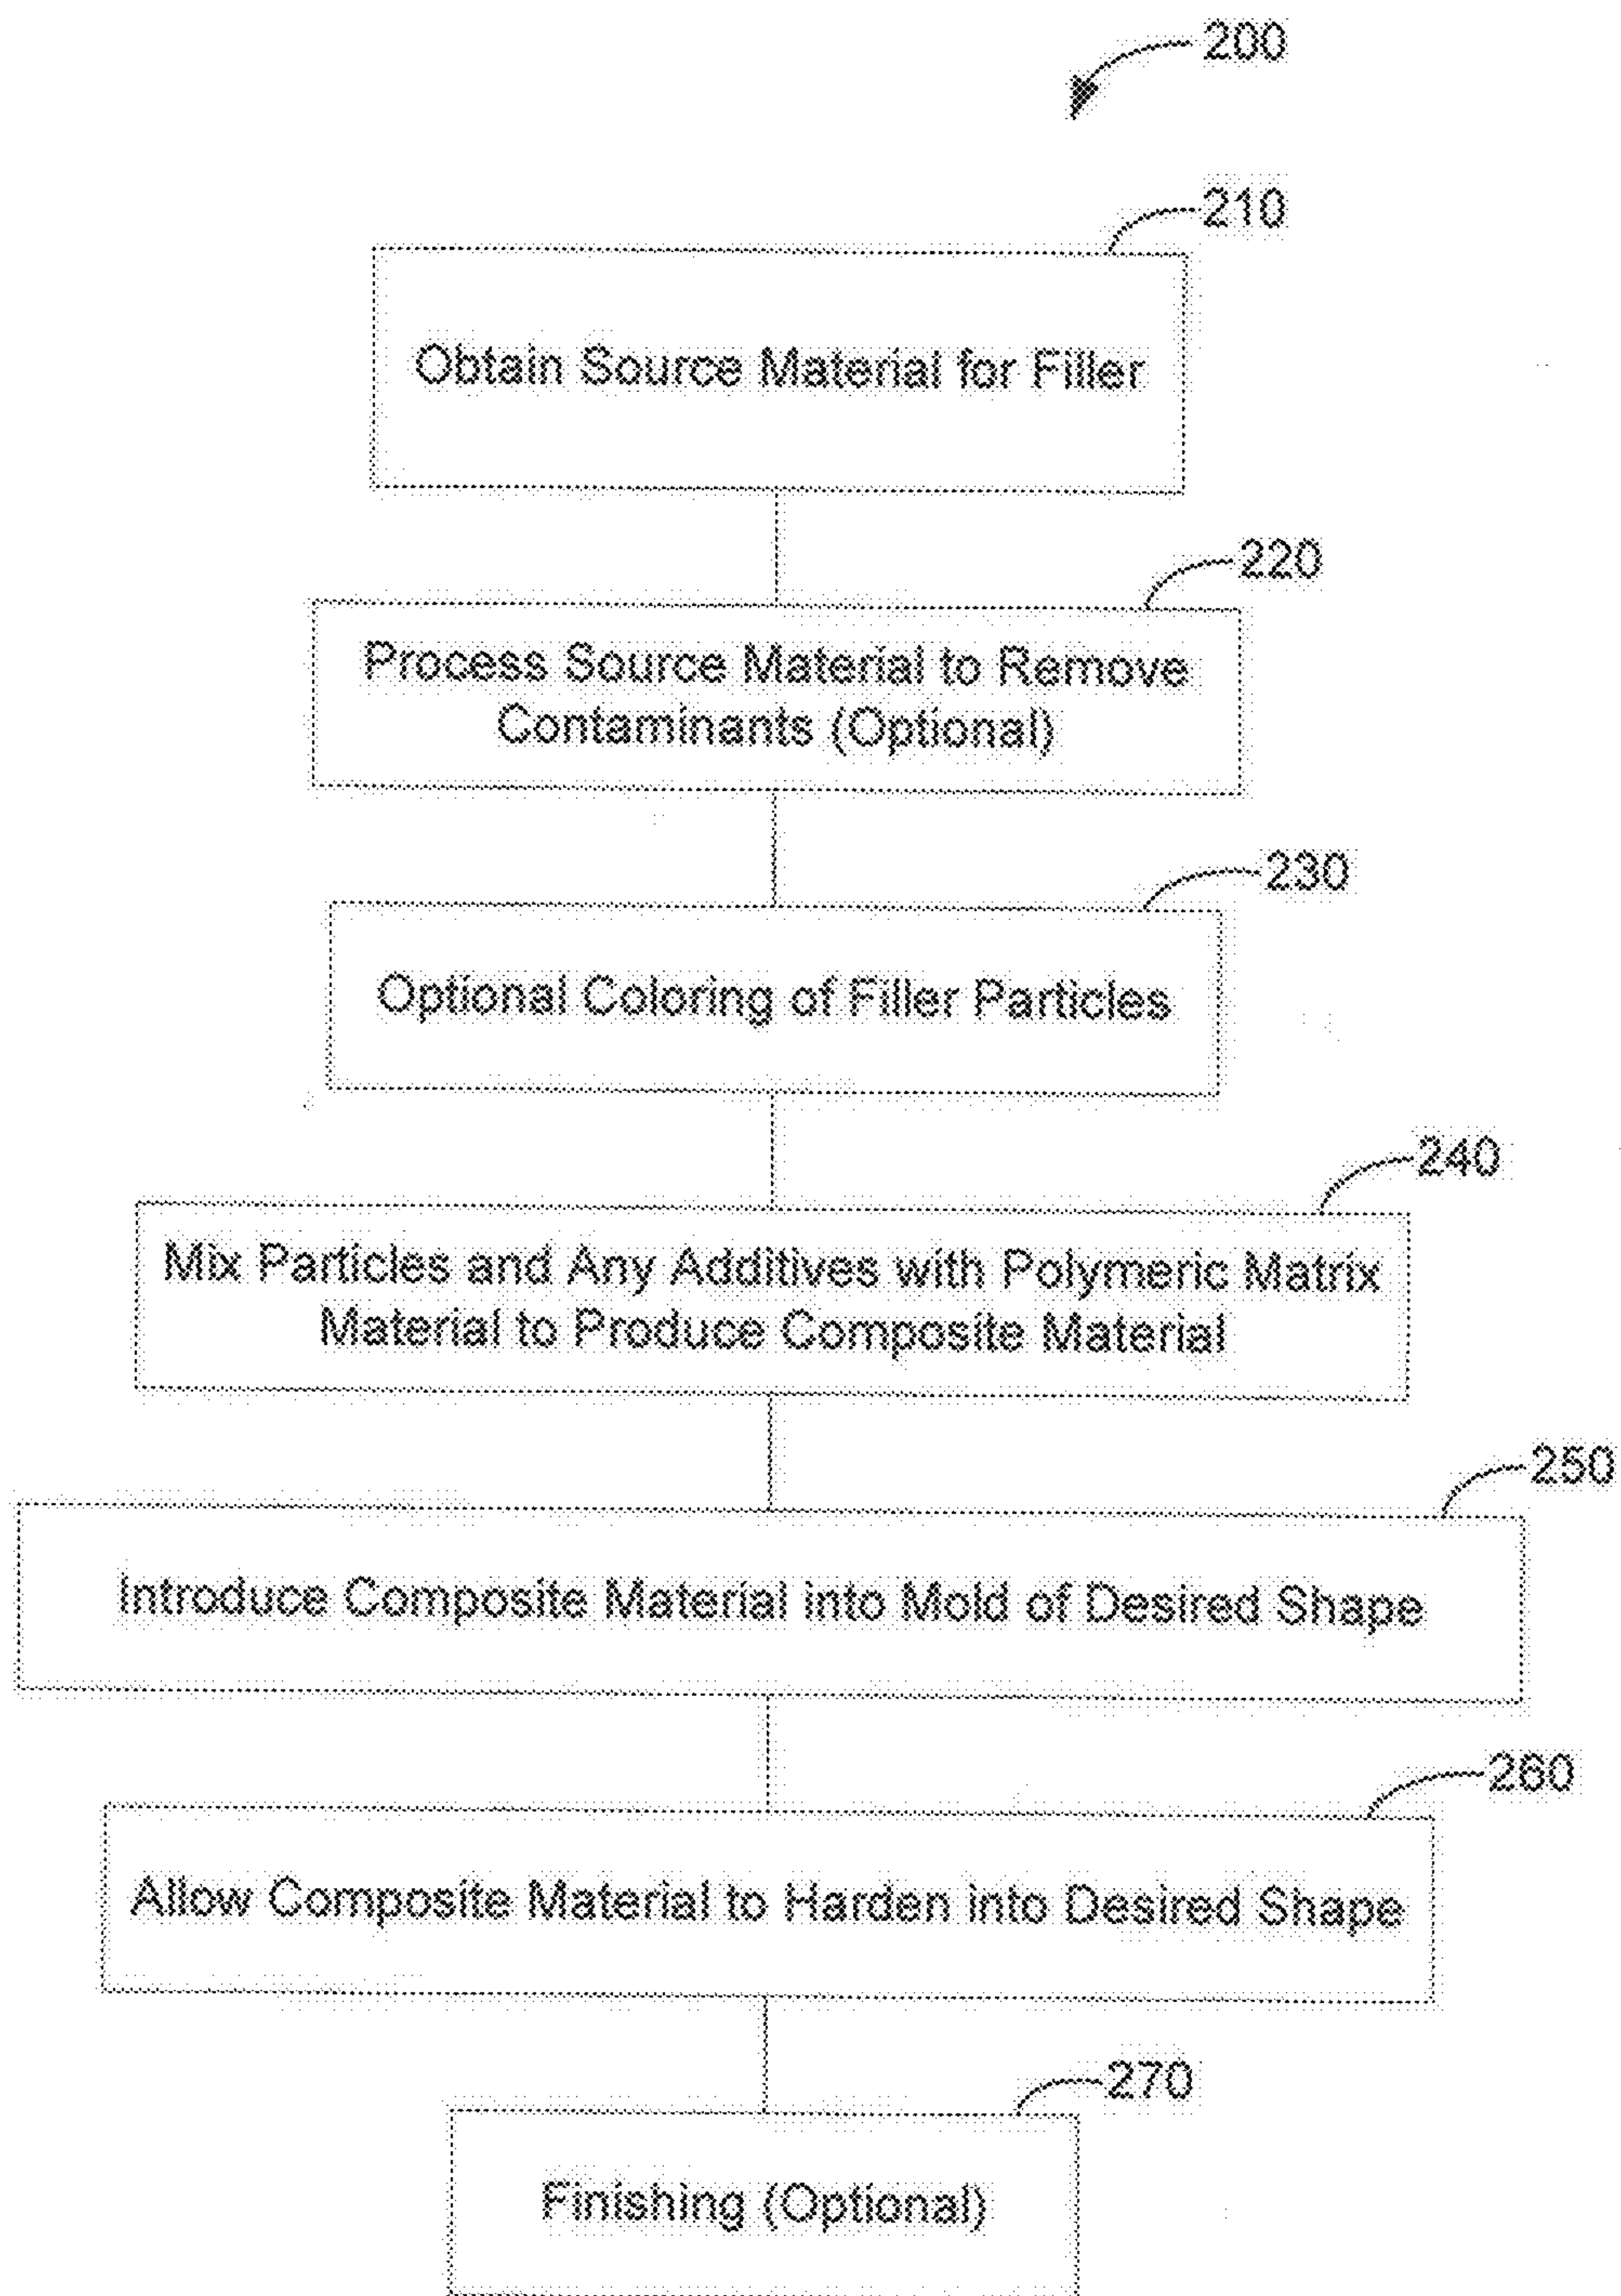 200
210
Obtain Source Material for Filler
220
Process Source Material to Remove
Contaminants (Optional)
230
Optional Coloring of Filler Particles
240
Mix Particles and Any Additives with Polymeric Matrix
Material to Produce Composite Material
250
Introduce Composite Material into Mold of Desired Shape
260
Allow Composite Material to Harden into Desired Shape
270
Finishing (Optional)